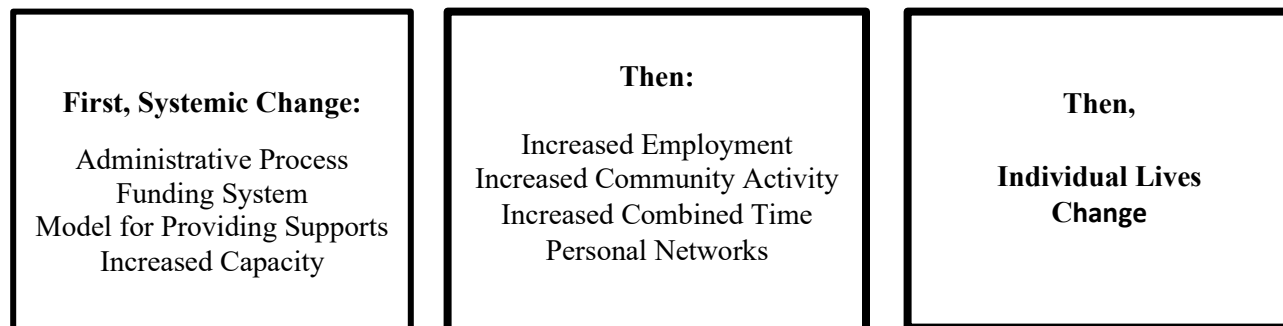 First, Systemic Change:
Administrative Process
Funding System
Model for Providing Supports
Increased Capacity
Then:
Increased Employment
Increased Community Activity
Increased Combined Time
Personal Networks
Then,
Individual Lives
Change